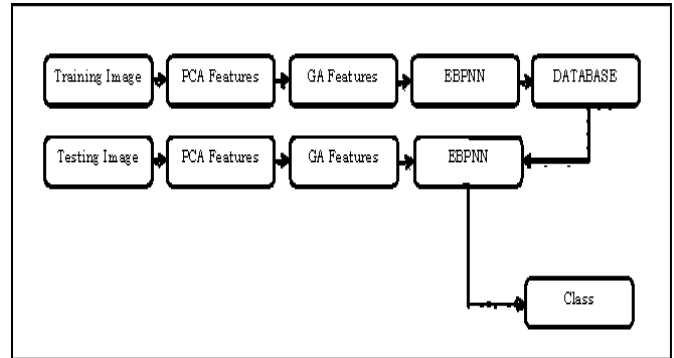 Training Image
PCA Features
GA Features
EBPNN
DATABASE
Testing Image
PCA Features
GA Features
EBPNN
Class